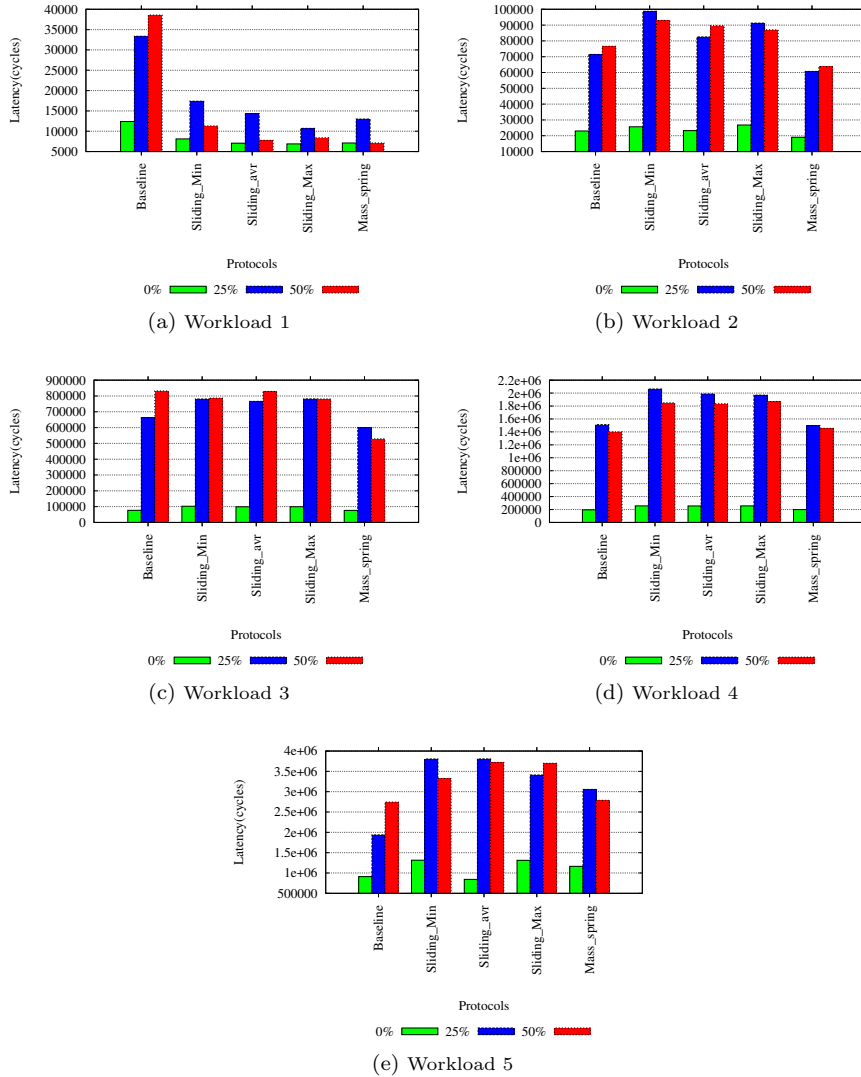 40000
35000
30000
25000
20000
15000
10000
5000
Latency(cycles)
Baseline
Sliding_Min
Sliding_avr
Sliding_Max
Mass_spring
Protocols
0% 25% 50%
(a) Workload 1
100000
90000
80000
70000
60000
50000
40000
30000
20000
10000
Latency(cycles)
Baseline
Sliding_Min
Sliding_avr
Sliding_Max
Mass_spring
Protocols
0% 25% 50%
(b) Workload 2
900000
800000
700000
600000
500000
400000
300000
200000
100000
0
Latency(cycles)
Baseline
Sliding_Min
Sliding_avr
Sliding_Max
Mass_spring
Protocols
0% 25% 50%
(c) Workload 3
2.2e+06
2e+06
1.8e+06
1.6e+06
1.4e+06
1.2e+06
1e+06
800000
600000
400000
200000
0
Latency(cycles)
Baseline
Sliding_Min
Sliding_avr
Sliding_Max
Mass_spring
Protocols
0% 25% 50%
(d) Workload 4
4e+06
3.5e+06
3e+06
2.5e+06
2e+06
1.5e+06
1e+06
500000
Latency(cycles)
Baseline
Sliding_Min
Sliding_avr
Sliding_Max
Mass_spring
Protocols
0% 25% 50%
(e) Workload 5